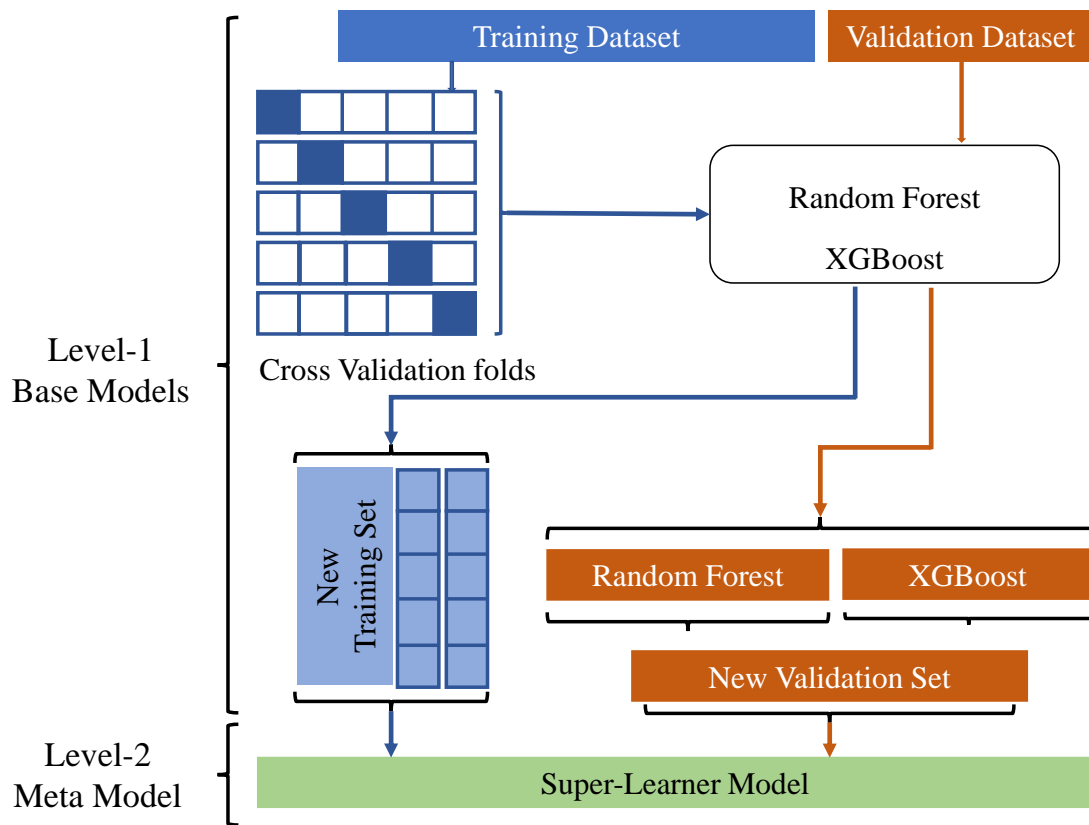 Training Dataset
Validation Dataset
Random Forest
XGBoost
Level-1
Base Models
Cross Validation folds
New
Training Set
Random Forest
XGBoost
New Validation Set
Level-2
Meta Model
Super-Learner Model